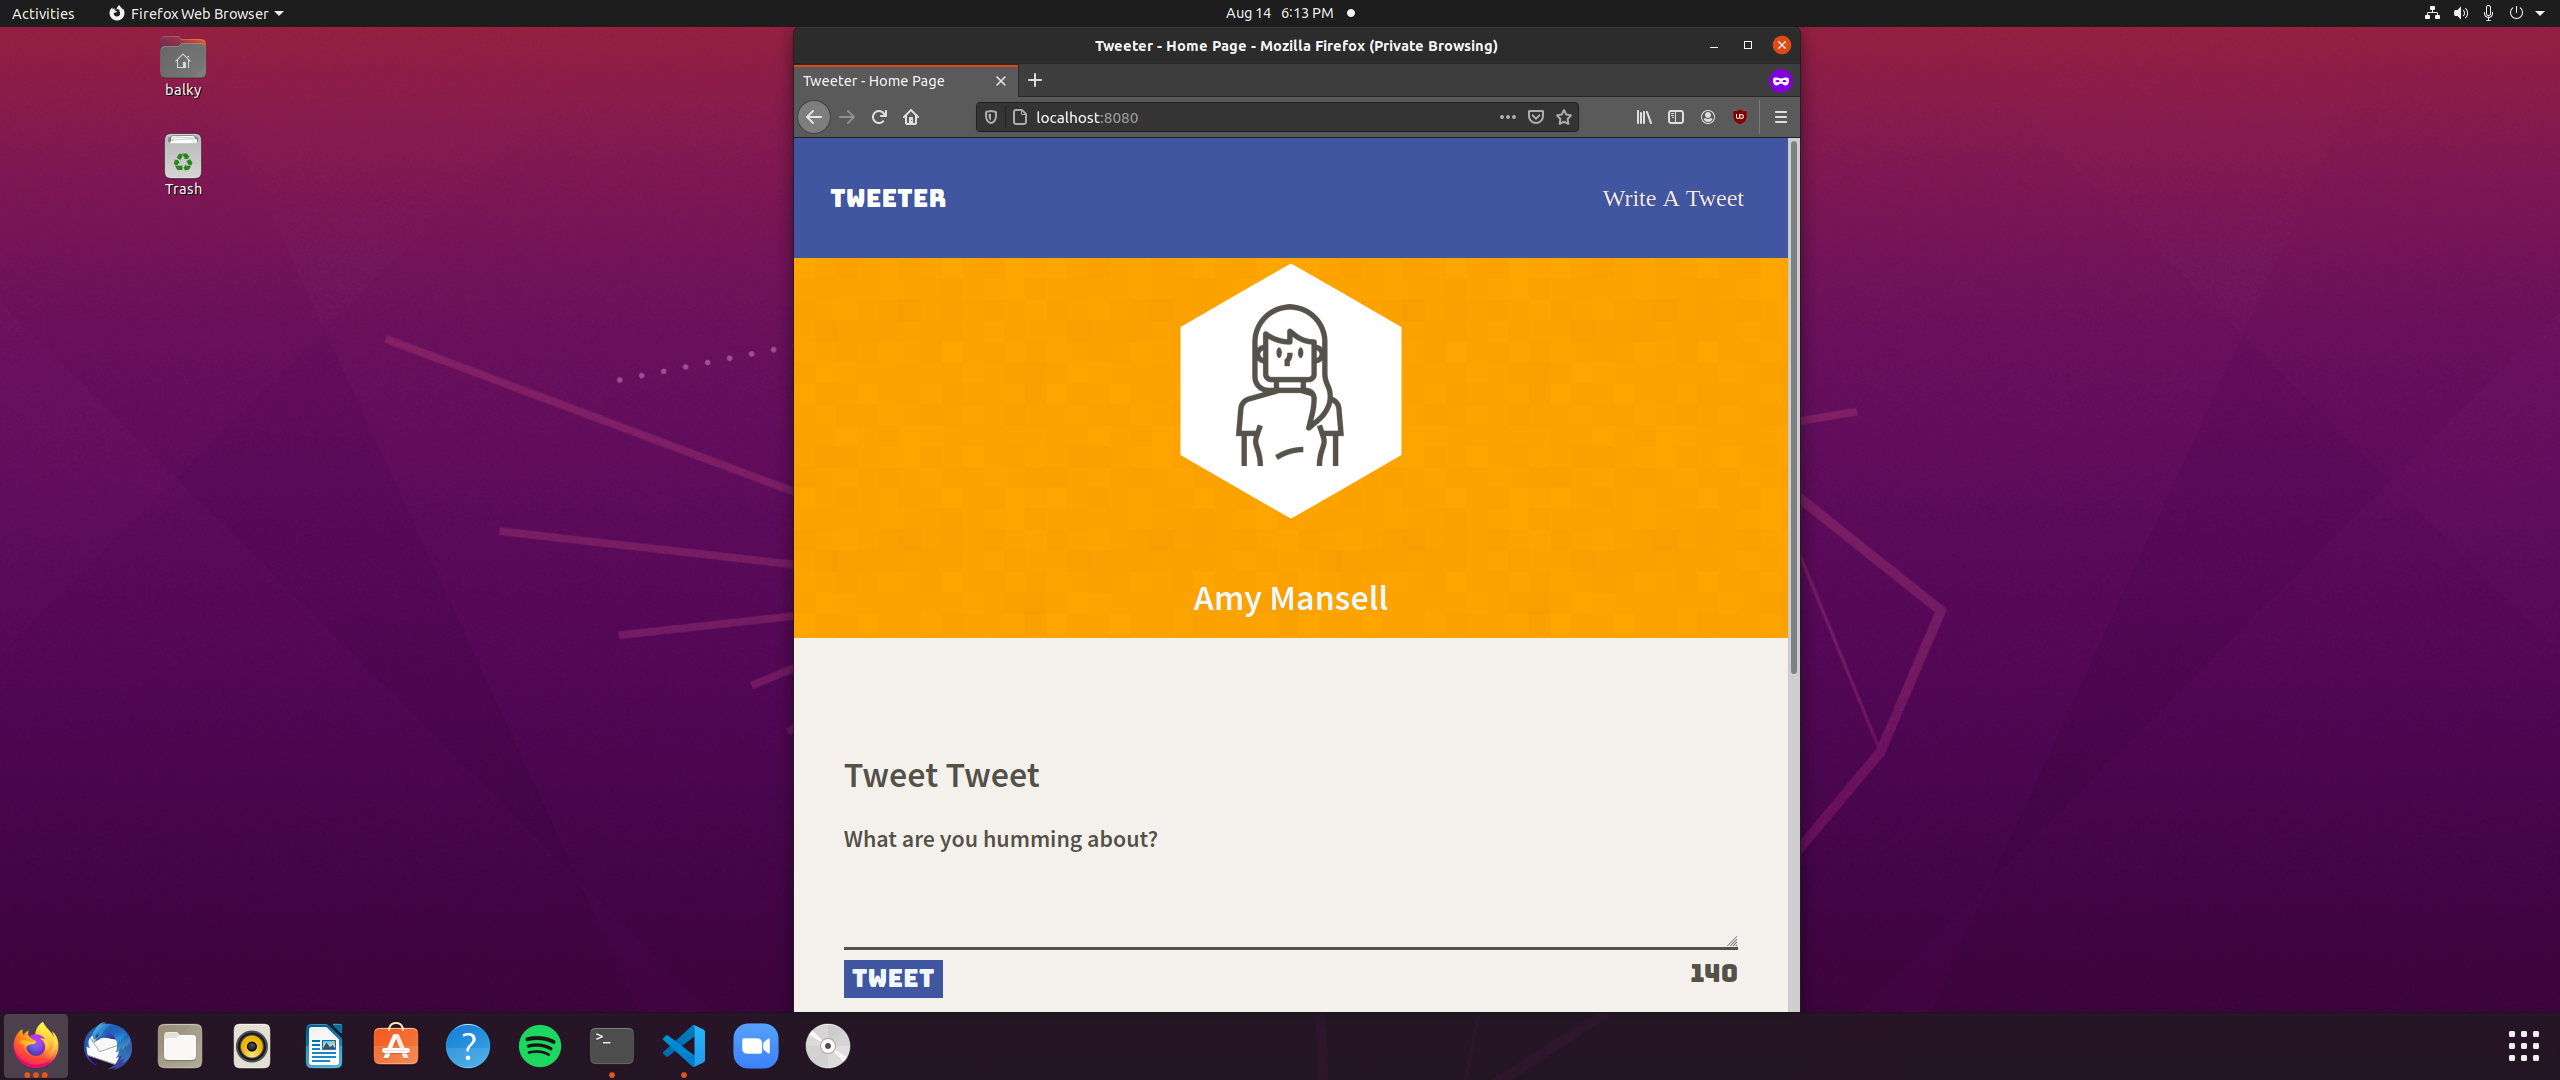 Activities
Firefox Web Browser
Aug 14 6:13 PM
balky
Trash
Tweeter - Home Page - Mozilla Firefox (Private Browsing)
Tweeter - Home Page
localhost:8080
TWEETER
Write A Tweet
Amy Mansell
Tweet Tweet
What are you humming about?
TWEET
140